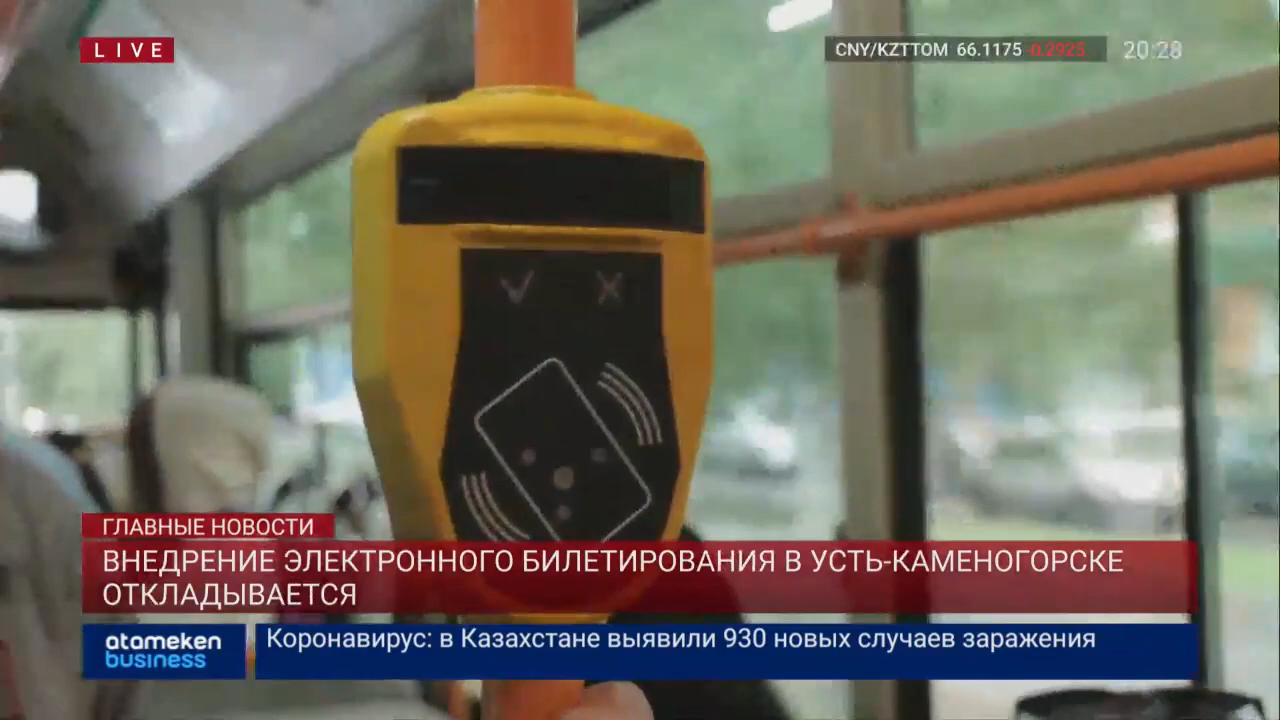 LIVE
CNY/KZTTOM 66.1175 -0.2925
20:28
ГЛАВНЫЕ НОВОСТИ
ВНЕДРЕНИЕ ЭЛЕКТРОННОГО БИЛЕТИРОВАНИЯ В УСТЬ-КАМЕНОГОРСКЕ
ОТКЛАДЫВАЕТСЯ
atameken
business
Коронавирус: в Казахстане выявили 930 новых случаев заражения